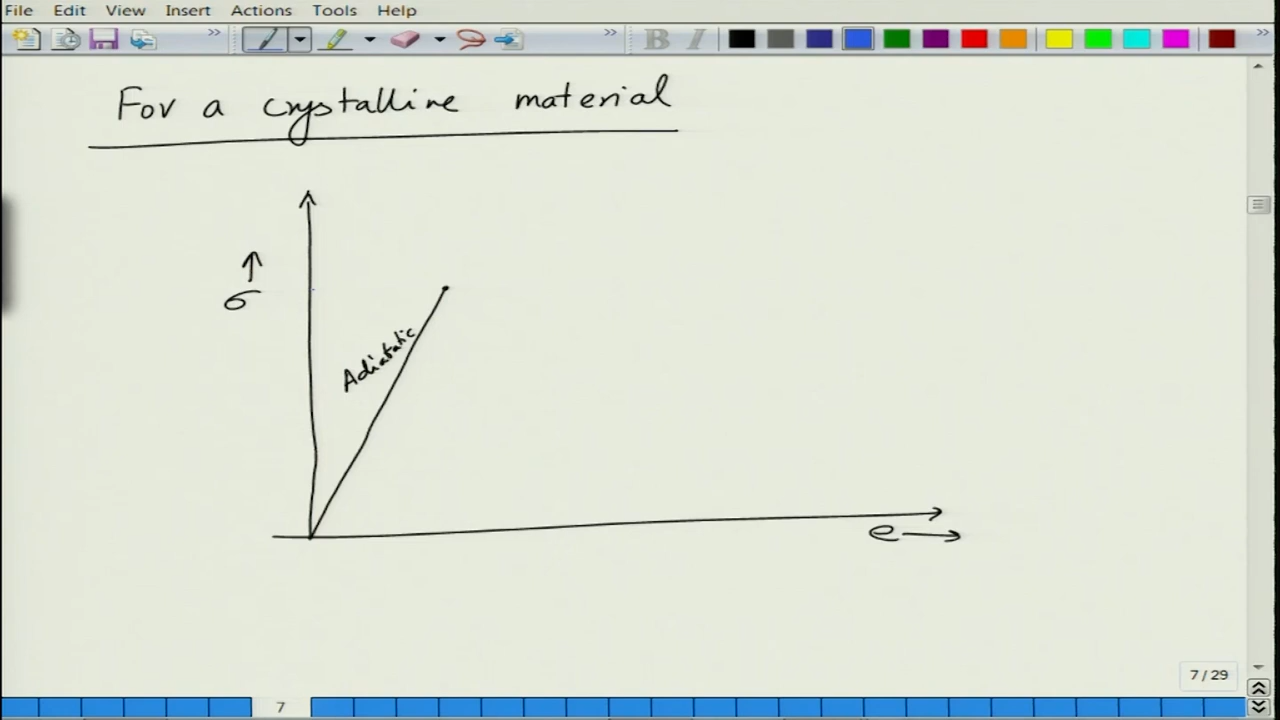 File Edit View Insert Actions Tools Help
B I
For a crystalline material
σ
Adiabatic
e
7 / 29
7